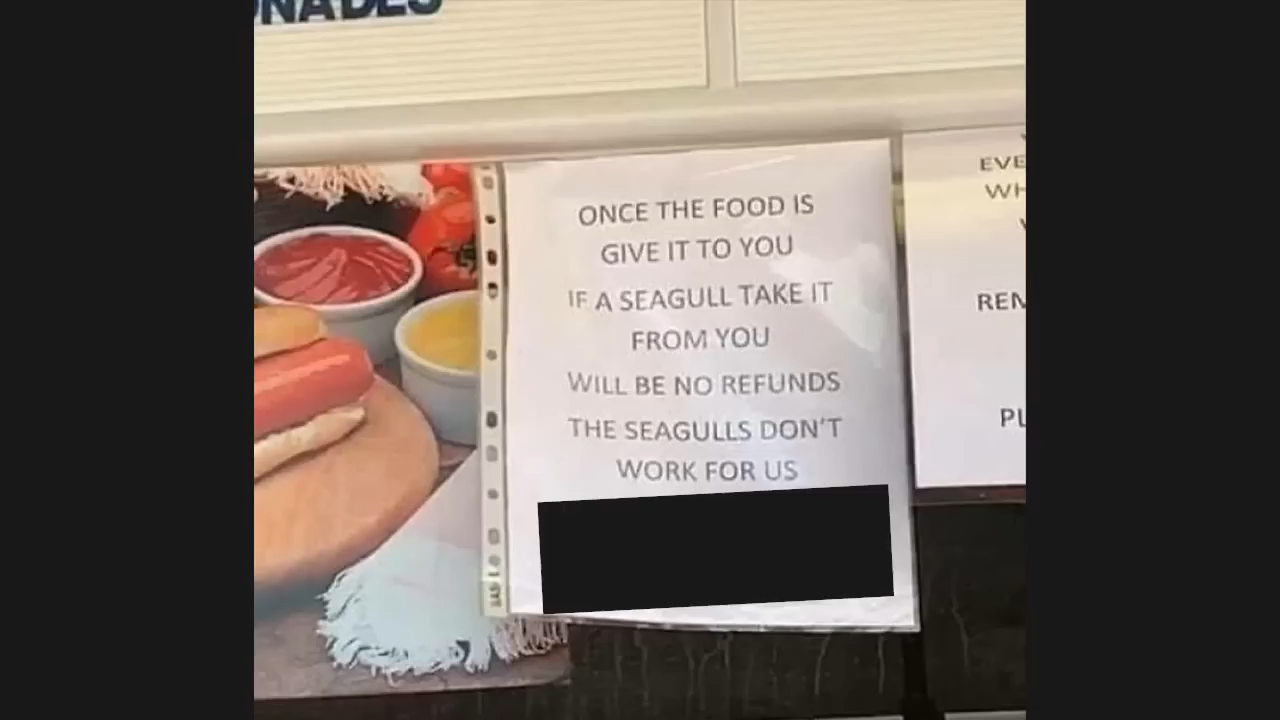 ONCE THE FOOD IS
GIVE IT TO YOU
IF A SEAGULL TAKE IT
FROM YOU
WILL BE NO REFUNDS
THE SEAGULLS DON'T
WORK FOR US